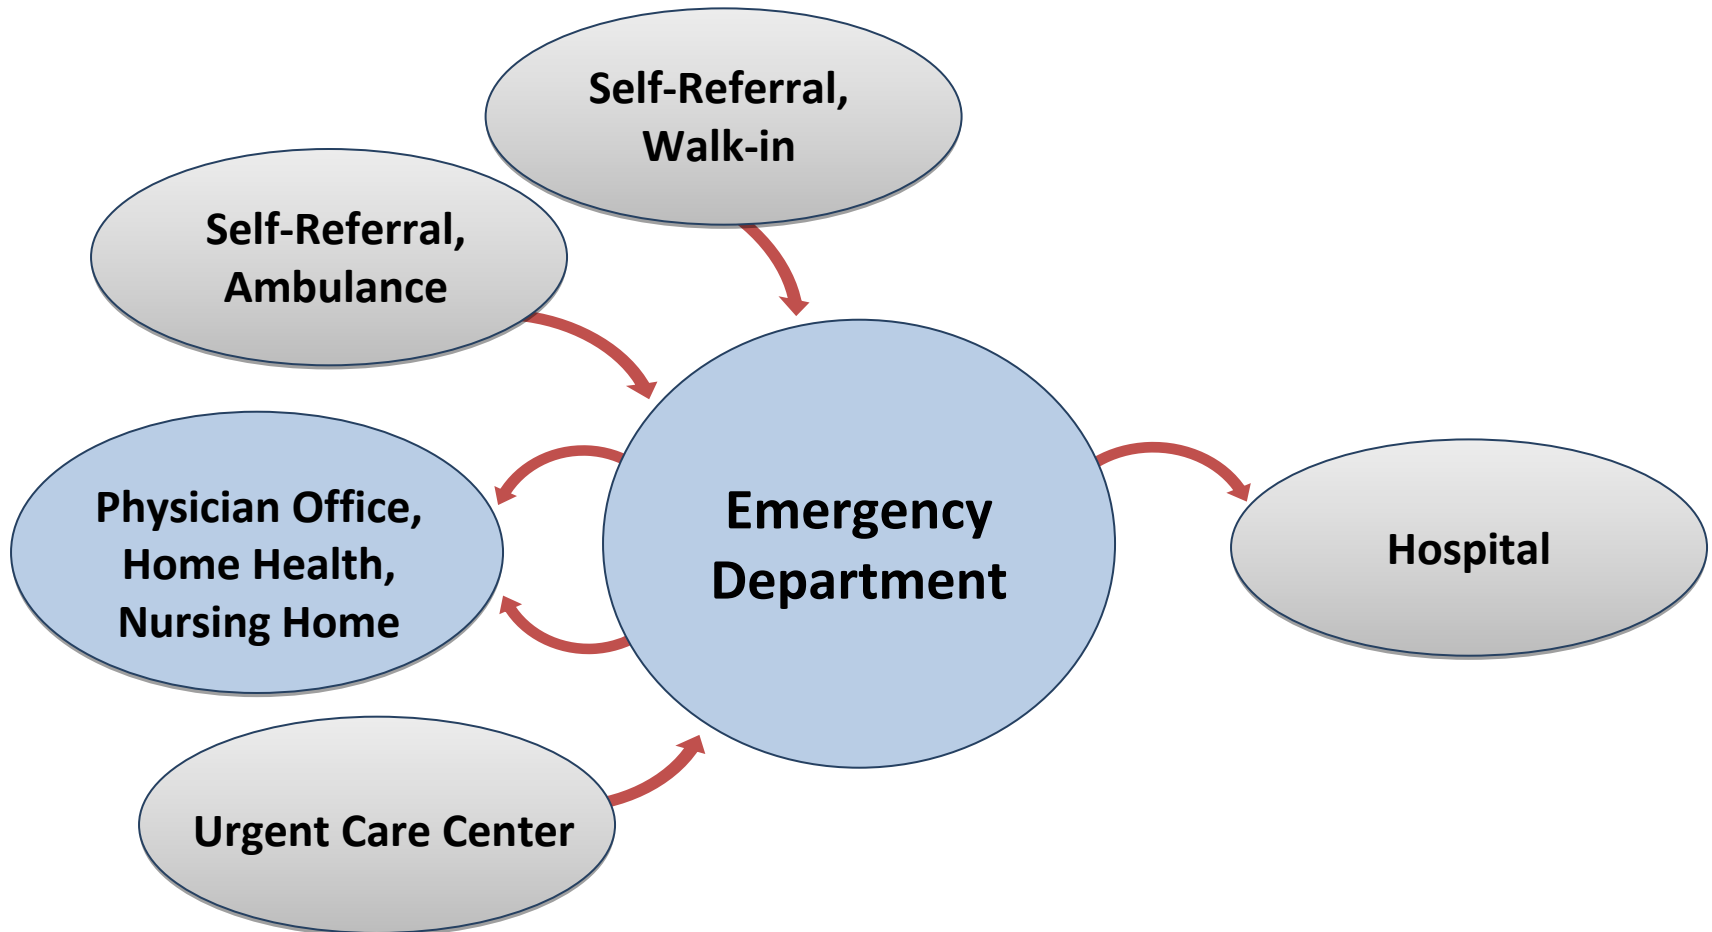 Self-Referral,
Walk-in
Self-Referral,
Ambulance
Physician Office,
Home Health,
Nursing Home
Emergency
Department
Hospital
Urgent Care Center